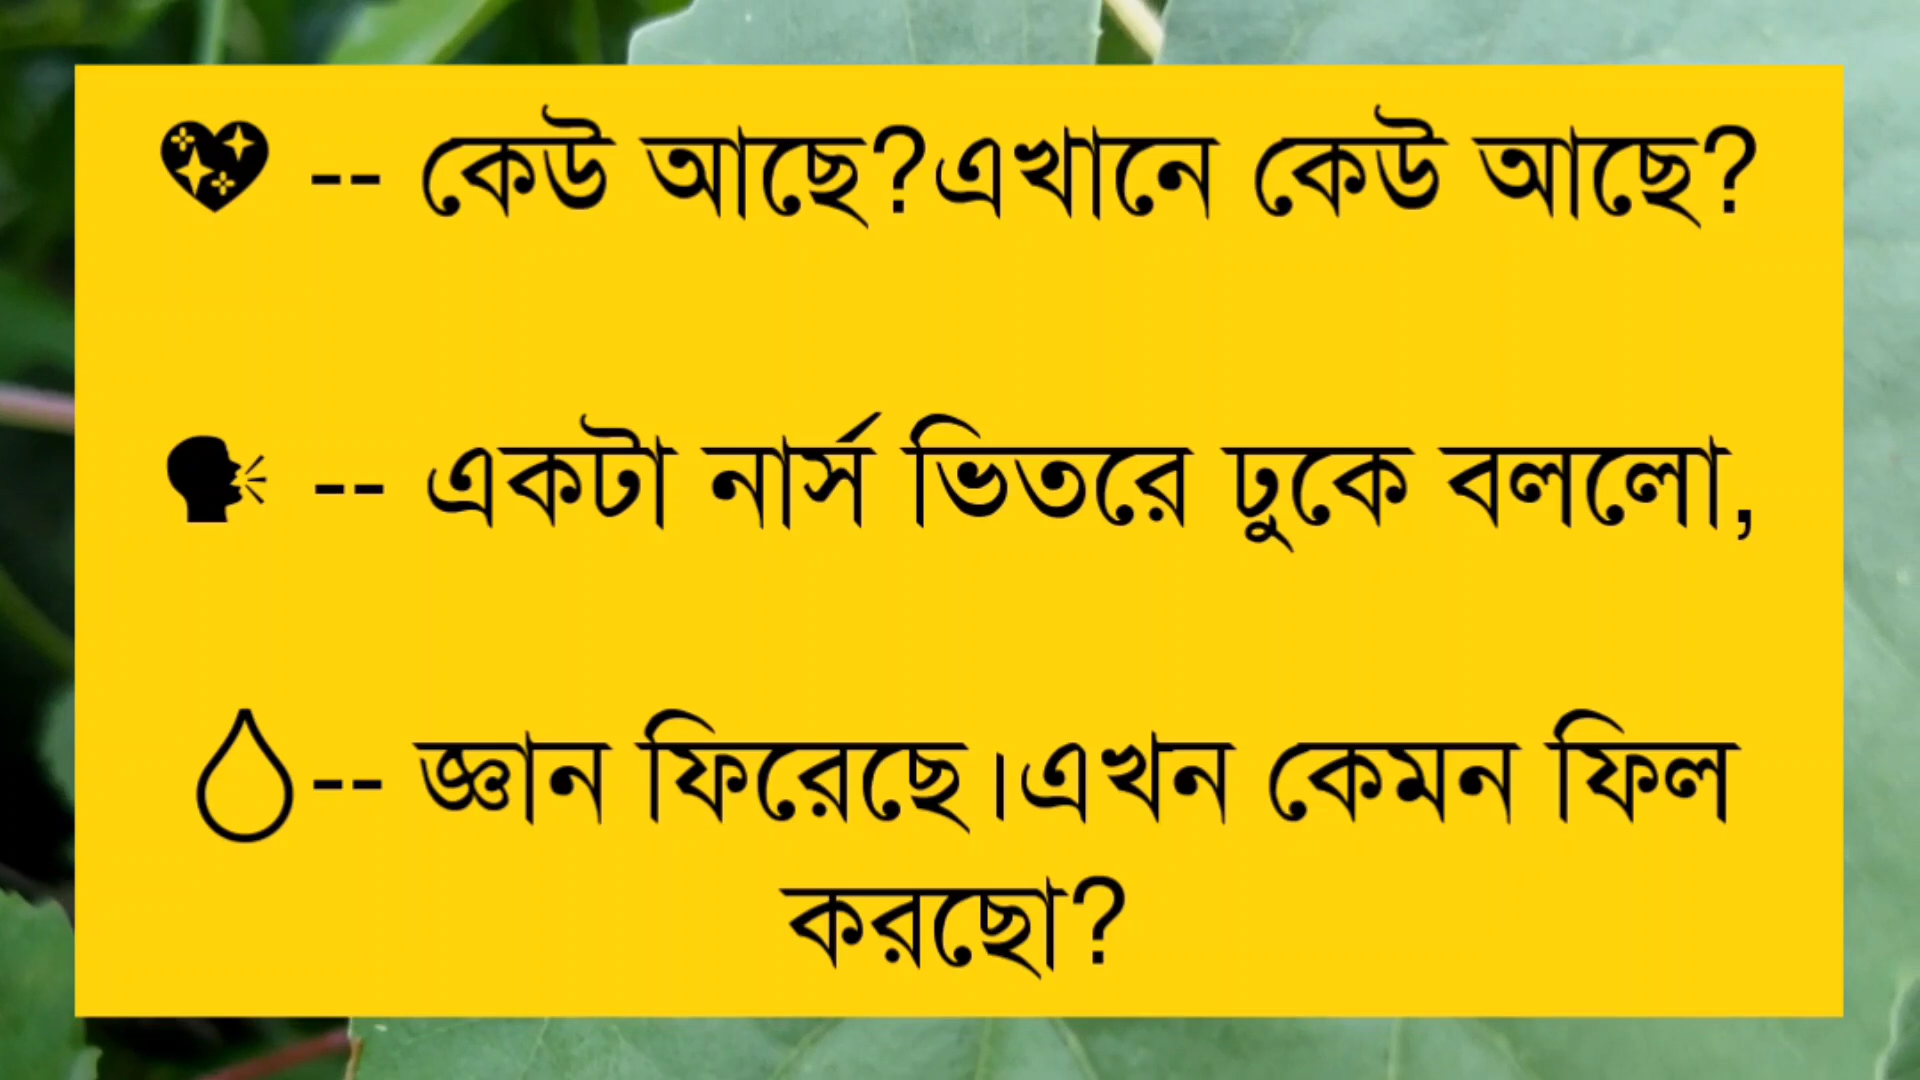 💖 -- কেউ আছে?এখানে কেউ আছে?
🗣 -- একটা নার্স ভিতরে ঢুকে বললো,
💧-- জ্ঞান ফিরেছে।এখন কেমন ফিল
করছো?